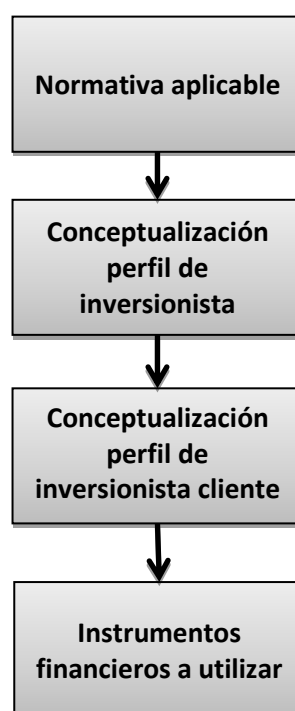 Normativa aplicable
Conceptualización
perfil de
inversionista
Conceptualización
perfil de
inversionista cliente
Instrumentos
financieros a utilizar